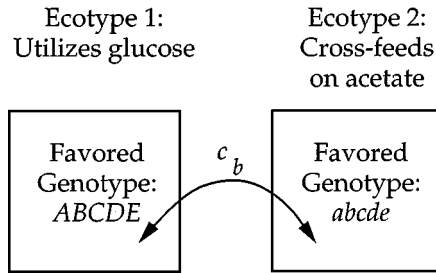 Ecotype 1:
Utilizes glucose
Ecotype 2:
Cross-feeds
on acetate
Favored
Genotype:
ABCDE
c
b
Favored
Genotype:
abcde